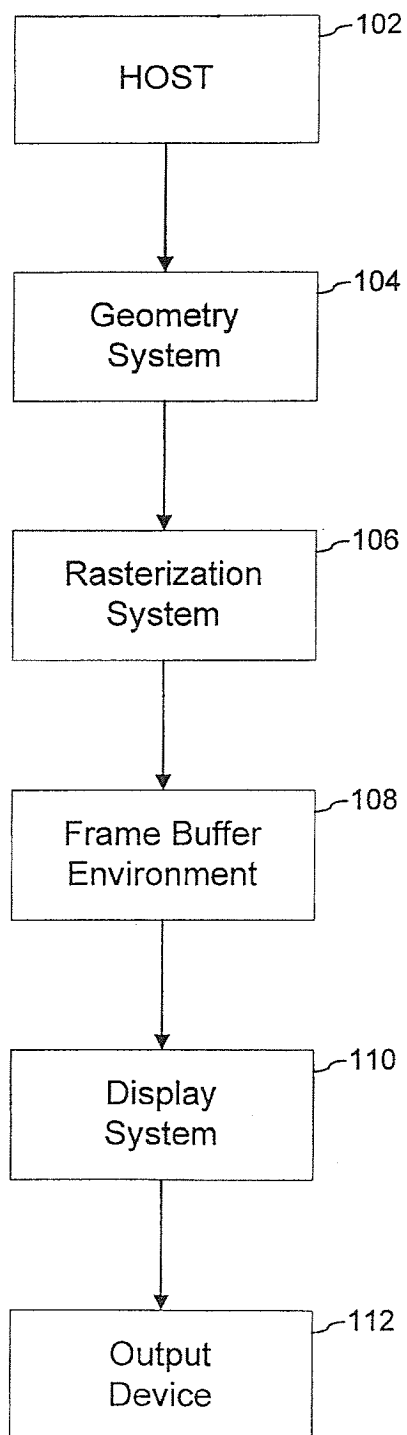 102
HOST
104
Geometry
System
106
Rasterization
System
108
Frame Buffer
Environment
110
Display
System
112
Output
Device